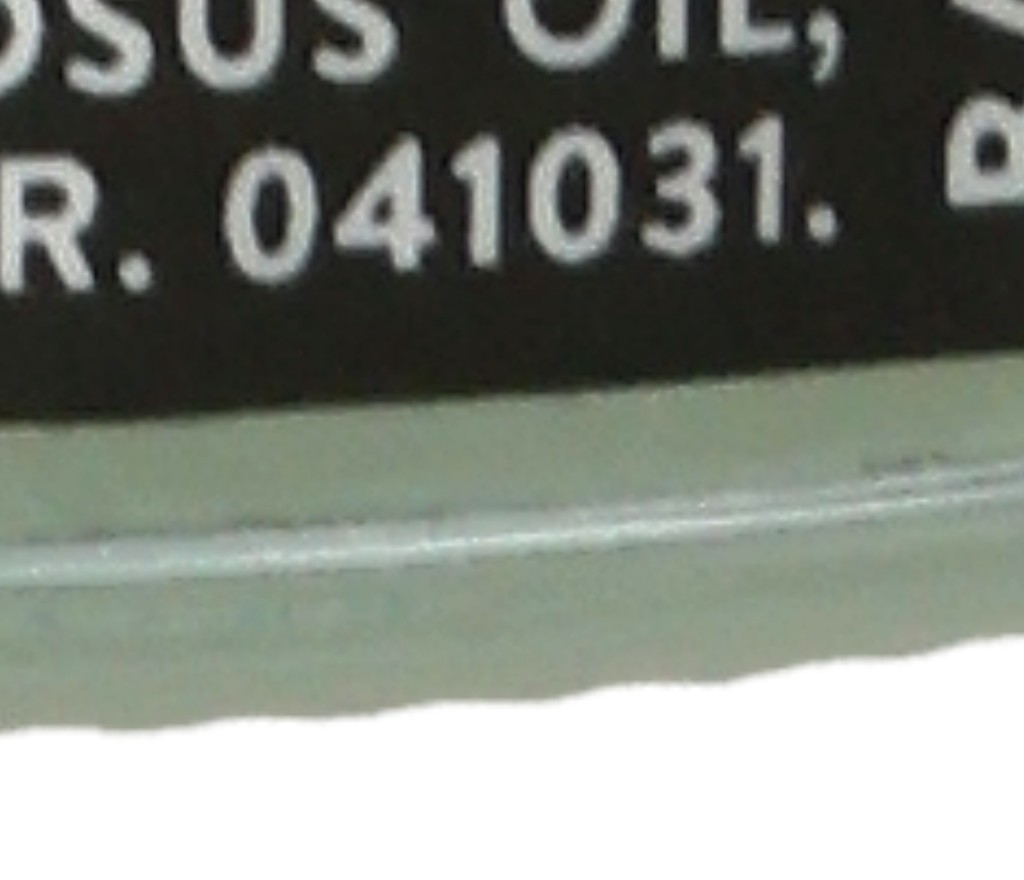 OSUS OIL,
R. 041031.